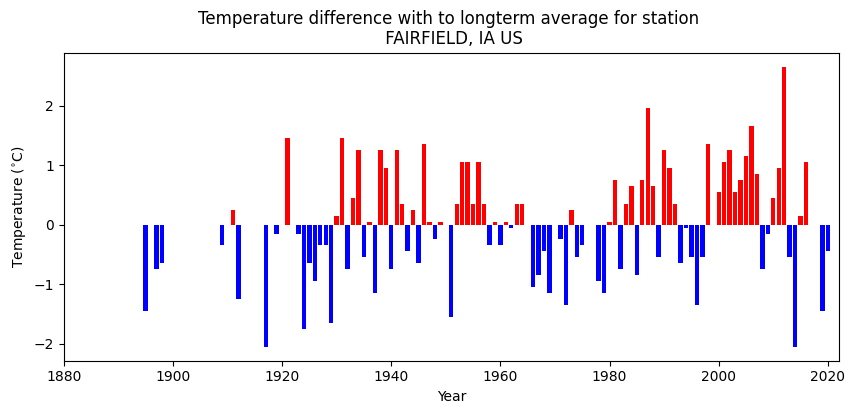 Temperature difference with to longterm average for station
FAIRFIELD, IA US
Temperature (°C)
2
1
0
−1
−2
1880 1900 1920 1940 1960 1980 2000 2020
Year